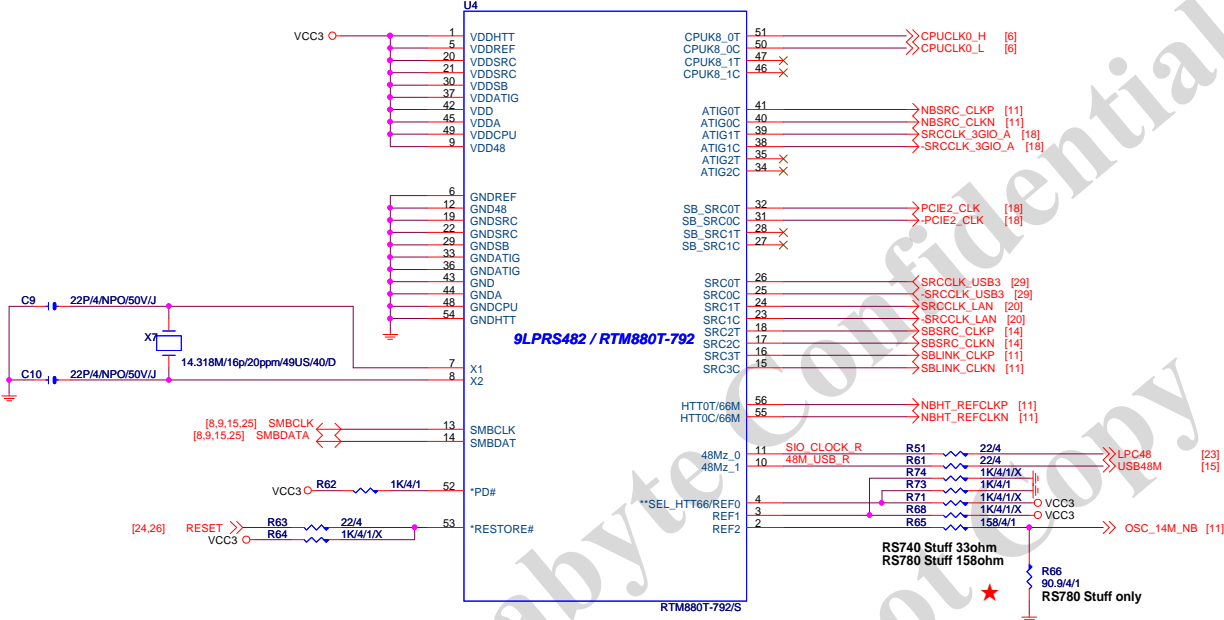 U4
VCC3
1 VDDHTT
5 VDDREF
20 VDDSRC
21 VDDSRC
30 VDDSB
37 VDDATIG
42 VDD
45 VDDA
49 VDDCPU
9 VDD48
6 GNDREF
12 GND48
19 GNDSRC
22 GNDSRC
29 GNDSB
33 GNDATIG
36 GNDATIG
43 GND
44 GNDA
48 GNDCPU
54 GNDHTT
C9 22P/4/NPO/50V/J
X7
14.318M/16p/20ppm/49US/40/D
C10 22P/4/NPO/50V/J
7 X1
8 X2
[8,9,15,25] SMBCLK 13 SMBCLK
[8,9,15,25] SMBDATA 14 SMBDAT
VCC3 R62 1K/4/1 52 *PD#
[24,26] RESET R63 22/4 53 *RESTORE#
VCC3 R64 1K/4/1/X
9LPRS482 / RTM880T-792
CPUK8_0T 51 CPUCLK0_H [6]
CPUK8_0C 50 CPUCLK0_L [6]
CPUK8_1T 47
CPUK8_1C 46
ATIG0T 41 NBSRC_CLKP [11]
ATIG0C 40 NBSRC_CLKN [11]
ATIG1T 39 SRCCLK_3GIO_A [18]
ATIG1C 38 -SRCCLK_3GIO_A [18]
ATIG2T 35
ATIG2C 34
SB_SRC0T 32 PCIE2_CLK [18]
SB_SRC0C 31 -PCIE2_CLK [18]
SB_SRC1T 28
SB_SRC1C 27
SRC0T 26 SRCCLK_USB3 [29]
SRC0C 25 -SRCCLK_USB3 [29]
SRC1T 24 SRCCLK_LAN [20]
SRC1C 23 -SRCCLK_LAN [20]
SRC2T 18 SBSRC_CLKP [14]
SRC2C 17 SBSRC_CLKN [14]
SRC3T 16 SBLINK_CLKP [11]
SRC3C 15 SBLINK_CLKN [11]
HTT0T/66M 56 NBHT_REFCLKP [11]
HTT0C/66M 55 NBHT_REFCLKN [11]
48Mz_0 11 SIO_CLOCK_R R51 22/4 LPC48 [23]
48Mz_1 10 48M_USB_R R61 22/4 USB48M [15]
R74 1K/4/1/X
R73 1K/4/1
**SEL_HTT66/REF0 4 R71 1K/4/1/X VCC3
REF1 3 R68 1K/4/1/X VCC3
REF2 2 R65 158/4/1 OSC_14M_NB [11]
RS740 Stuff 33ohm
RS780 Stuff 158ohm
R66
90.9/4/1
RS780 Stuff only
RTM880T-792/S
abyte Confidential
ot Copy